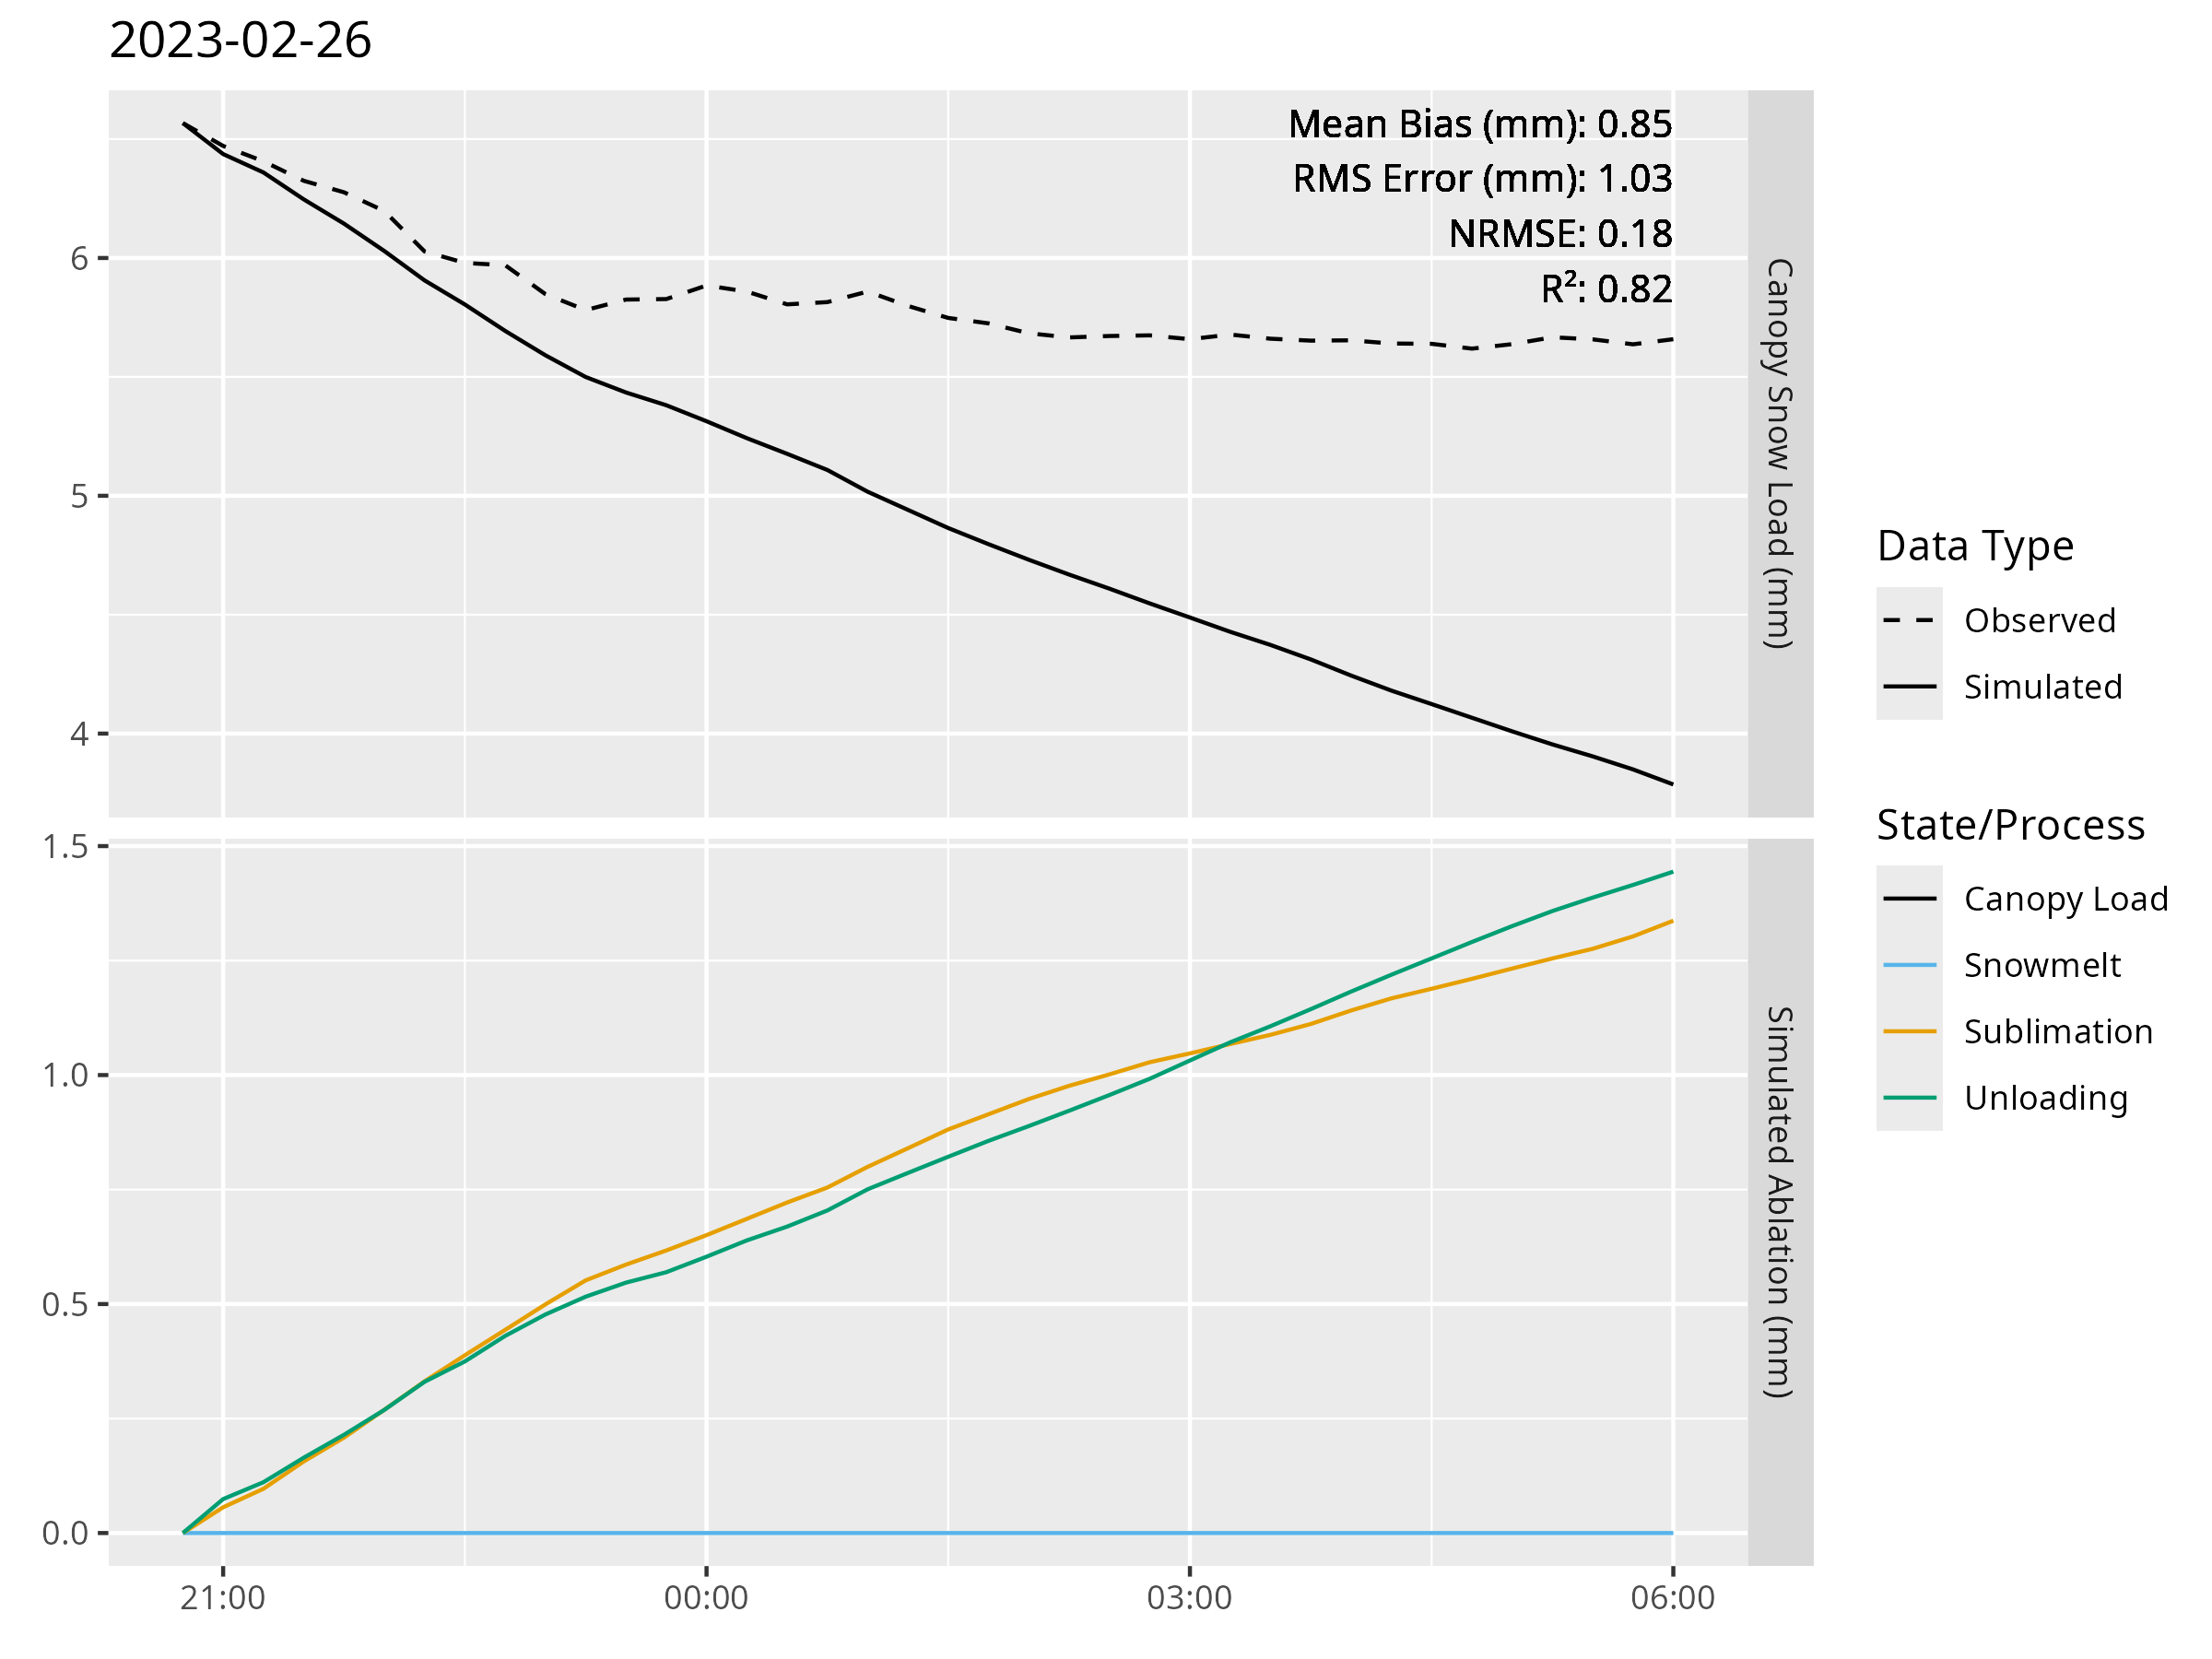 2023-02-26
Mean Bias (mm): 0.85
RMS Error (mm): 1.03
NRMSE: 0.18
R²: 0.82
6
5
4
Canopy Snow Load (mm)
1.5
1.0
0.5
0.0
Simulated Ablation (mm)
21:00
00:00
03:00
06:00
Data Type
Observed
Simulated
State/Process
Canopy Load
Snowmelt
Sublimation
Unloading